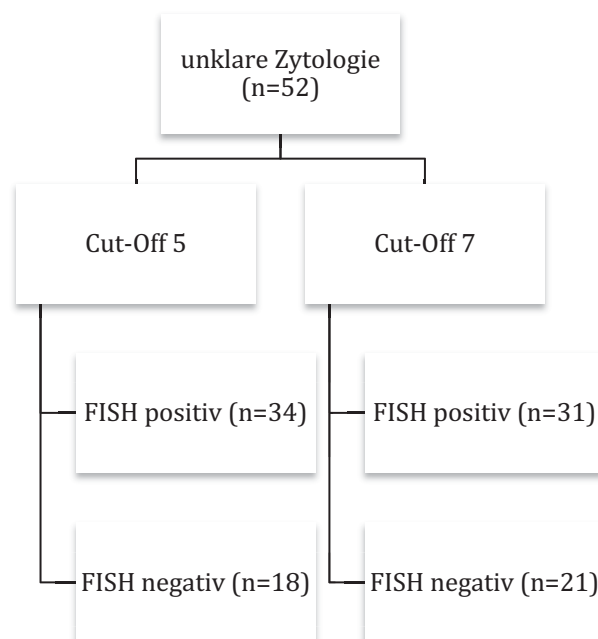 unklare Zytologie
(n=52)
Cut-Off 5
Cut-Off 7
FISH positiv (n=34)
FISH positiv (n=31)
FISH negativ (n=18)
FISH negativ (n=21)